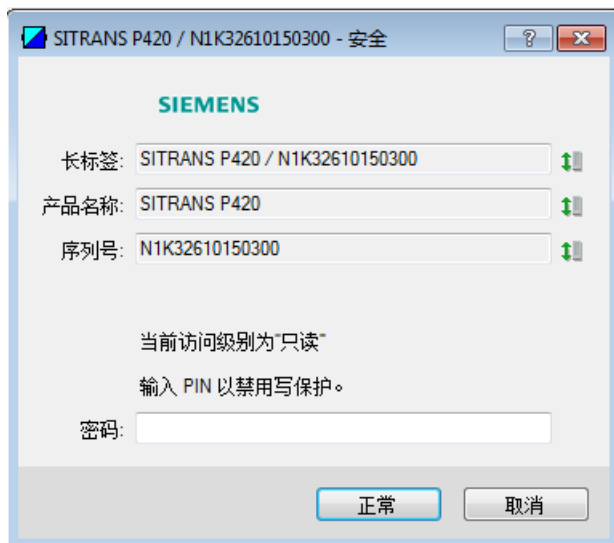 SITRANS P420 / N1K32610150300 - 安全
SIEMENS
长标签: SITRANS P420 / N1K32610150300
产品名称: SITRANS P420
序列号: N1K32610150300
当前访问级别为"只读"
输入 PIN 以禁用写保护。
密码:
正常 取消